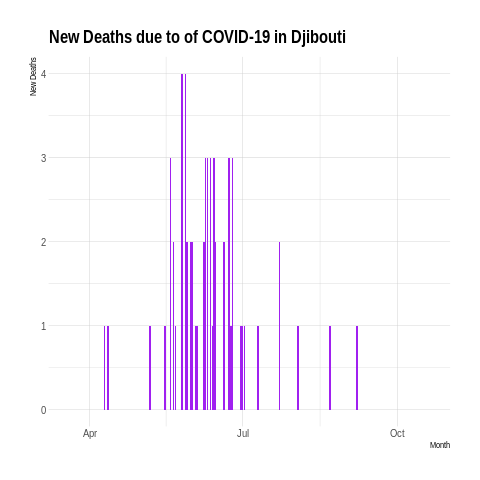 New Deaths due to of COVID-19 in Djibouti
New Deaths
4
3
2
1
0
Apr
Jul
Oct
Month